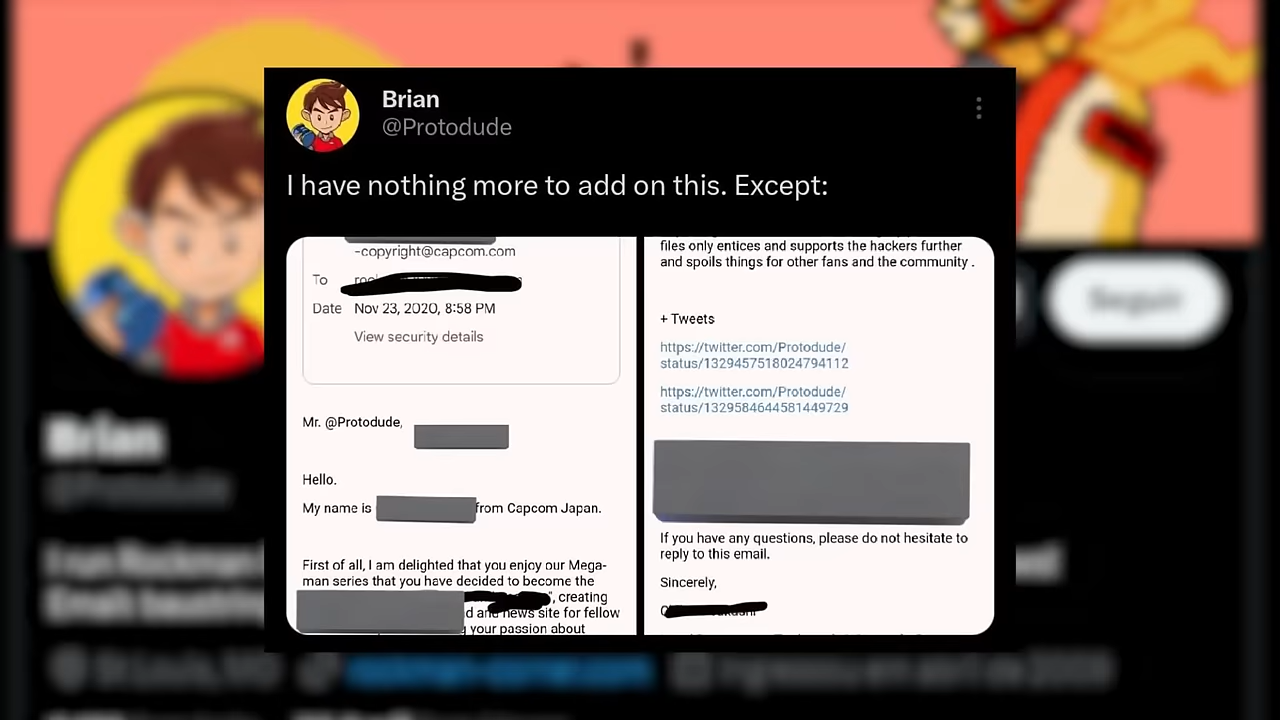 Brian
@Protodude
I have nothing more to add on this. Except:
-copyright@capcom.com
To
Date Nov 23, 2020, 8:58 PM
View security details
Mr. @Protodude,
Hello.
My name is from Capcom Japan.
First of all, I am delighted that you enjoy our Mega-
man series that you have decided to become the
", creating
and news site for fellow
your passion about
files only entices and supports the hackers further
and spoils things for other fans and the community .
+ Tweets
https://twitter.com/Protodude/
status/1329457518024794112
https://twitter.com/Protodude/
status/1329584644581449729
If you have any questions, please do not hesitate to
reply to this email.
Sincerely,
Brian
Seguir